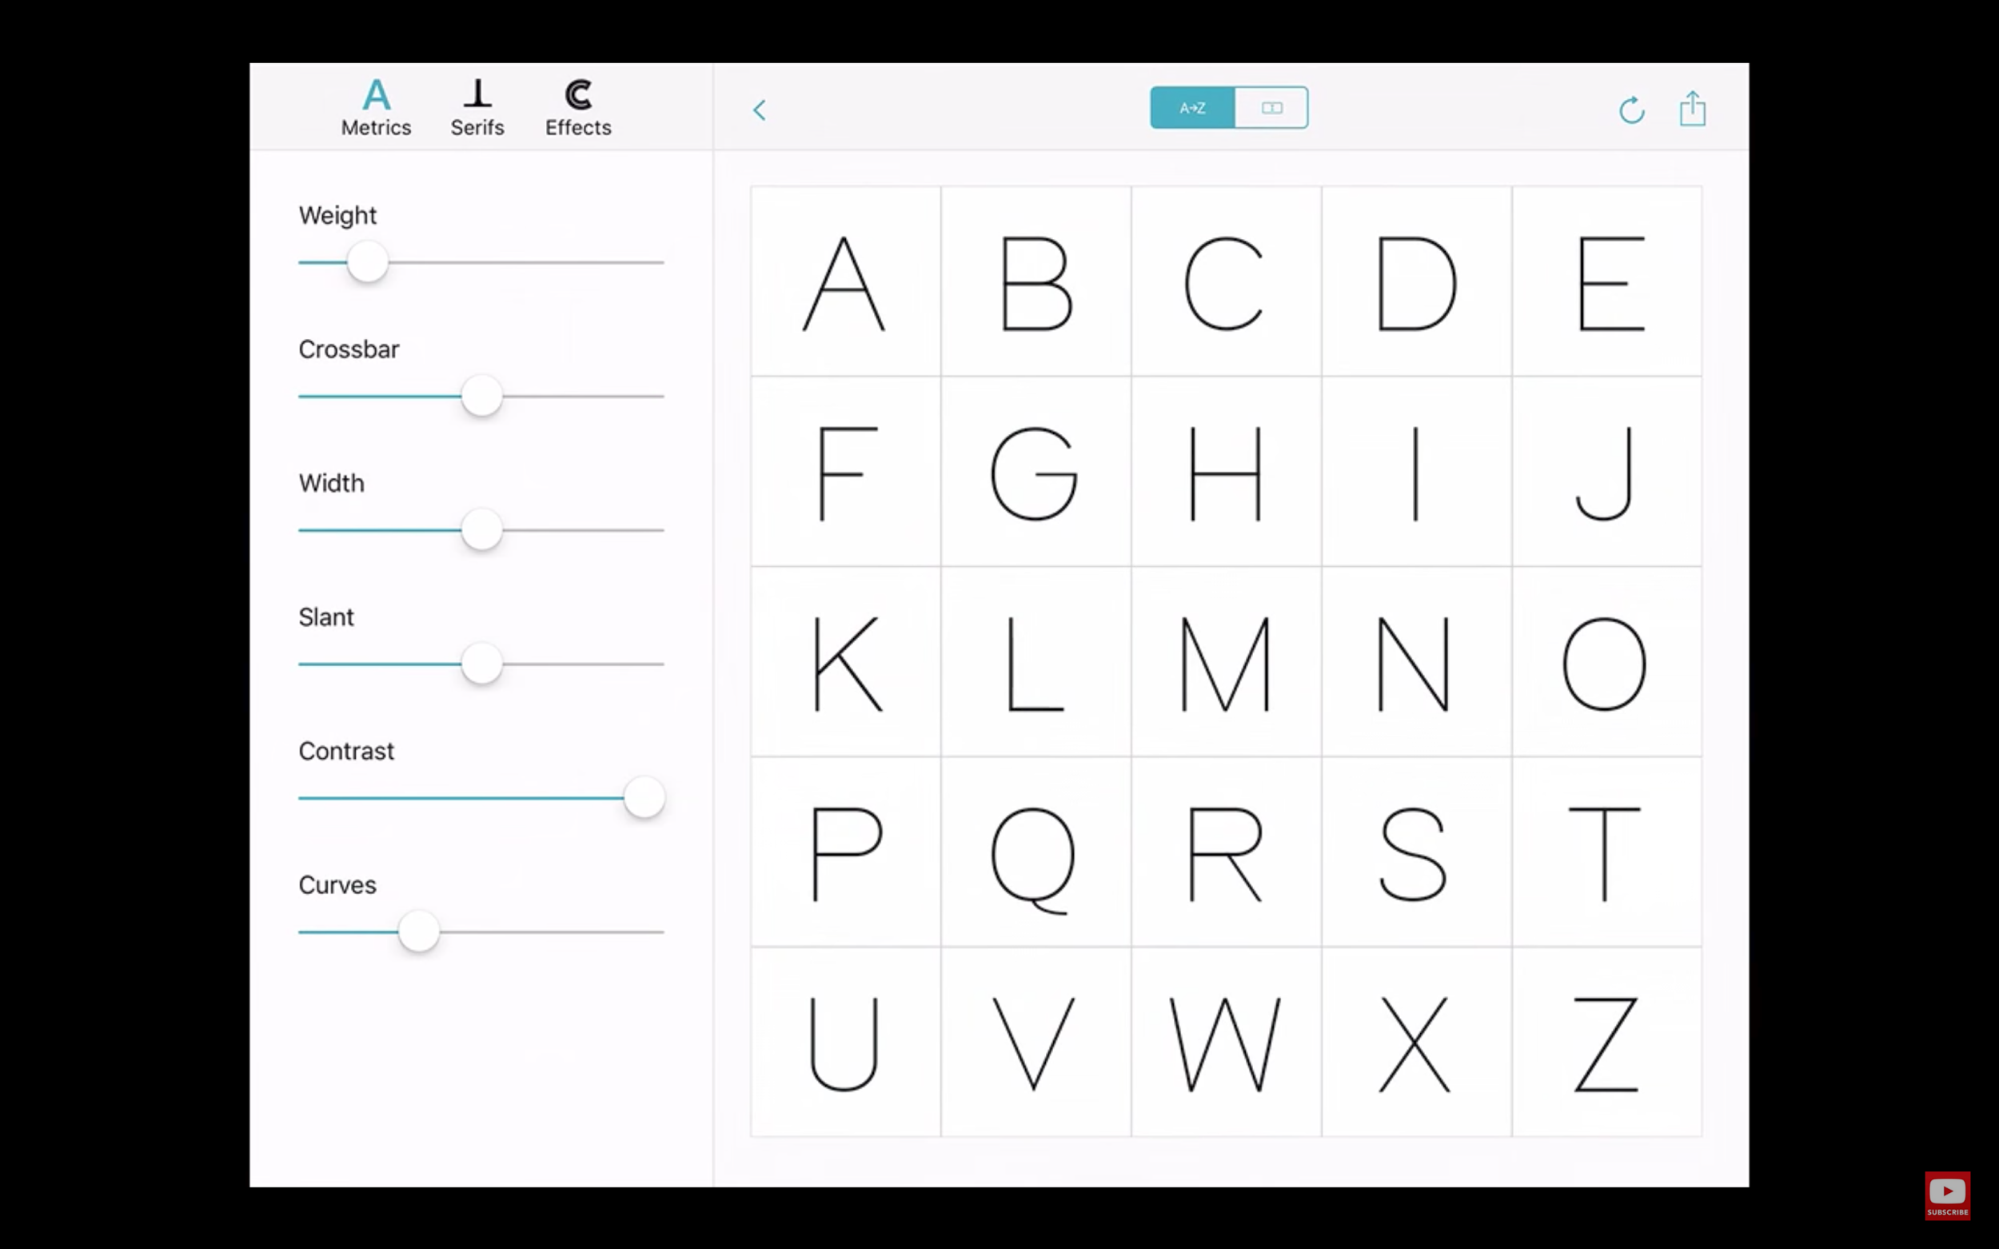 Metrics Serifs Effects
A→Z
Weight
Crossbar
Width
Slant
Contrast
Curves
A B C D E
F G H I J
K L M N O
P Q R S T
U V W X Z
SUBSCRIBE